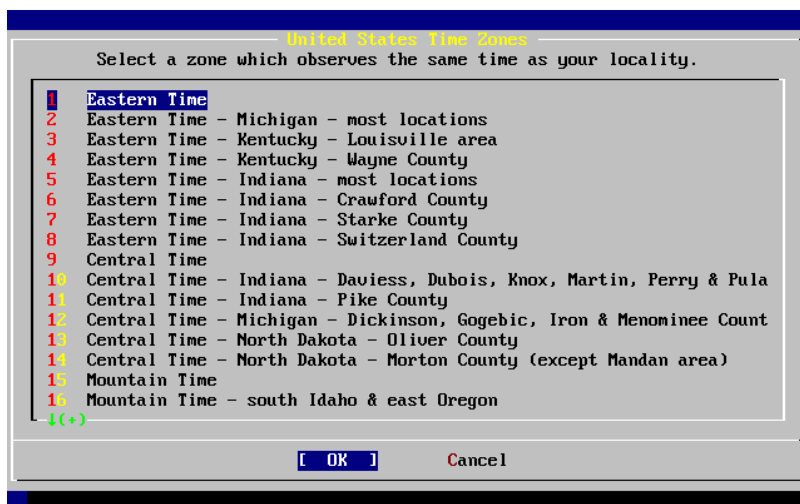 United States Time Zones
Select a zone which observes the same time as your locality.
1 Eastern Time
2 Eastern Time - Michigan - most locations
3 Eastern Time - Kentucky - Louisville area
4 Eastern Time - Kentucky - Wayne County
5 Eastern Time - Indiana - most locations
6 Eastern Time - Indiana - Crawford County
7 Eastern Time - Indiana - Starke County
8 Eastern Time - Indiana - Switzerland County
9 Central Time
10 Central Time - Indiana - Daviess, Dubois, Knox, Martin, Perry & Pula
11 Central Time - Indiana - Pike County
12 Central Time - Michigan - Dickinson, Gogebic, Iron & Menominee Count
13 Central Time - North Dakota - Oliver County
14 Central Time - North Dakota - Morton County (except Mandan area)
15 Mountain Time
16 Mountain Time - south Idaho & east Oregon
↓(+)
[ OK ] Cancel